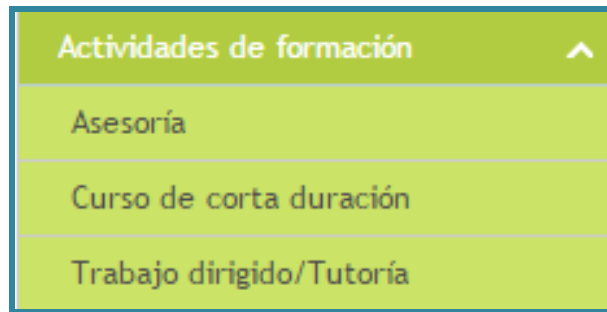 Actividades de formación
Asesoría
Curso de corta duración
Trabajo dirigido/Tutoría